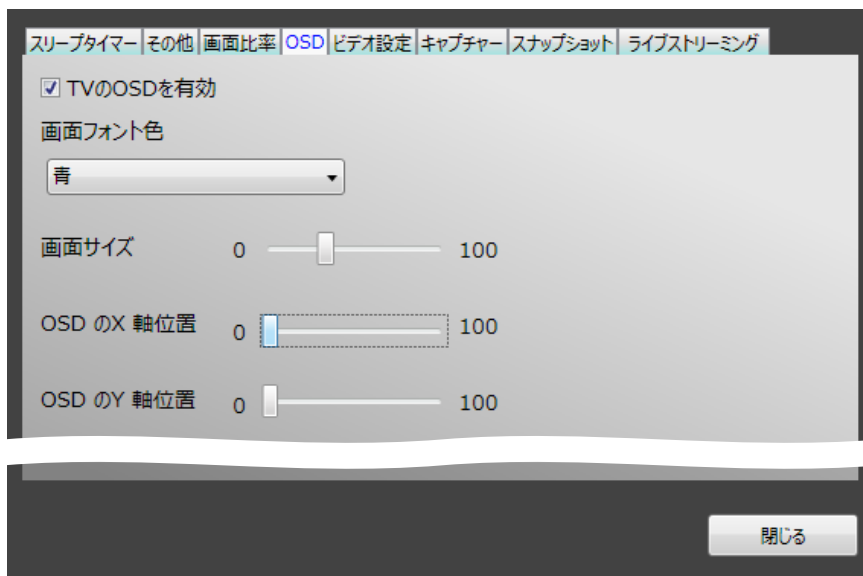 スリープタイマー その他 画面比率 OSD ビデオ設定 キャプチャー スナップショット ライブストリーミング
TVのOSDを有効
画面フォント色
青
画面サイズ 0 100
OSD のX 軸位置 0 100
OSD のY 軸位置 0 100
閉じる